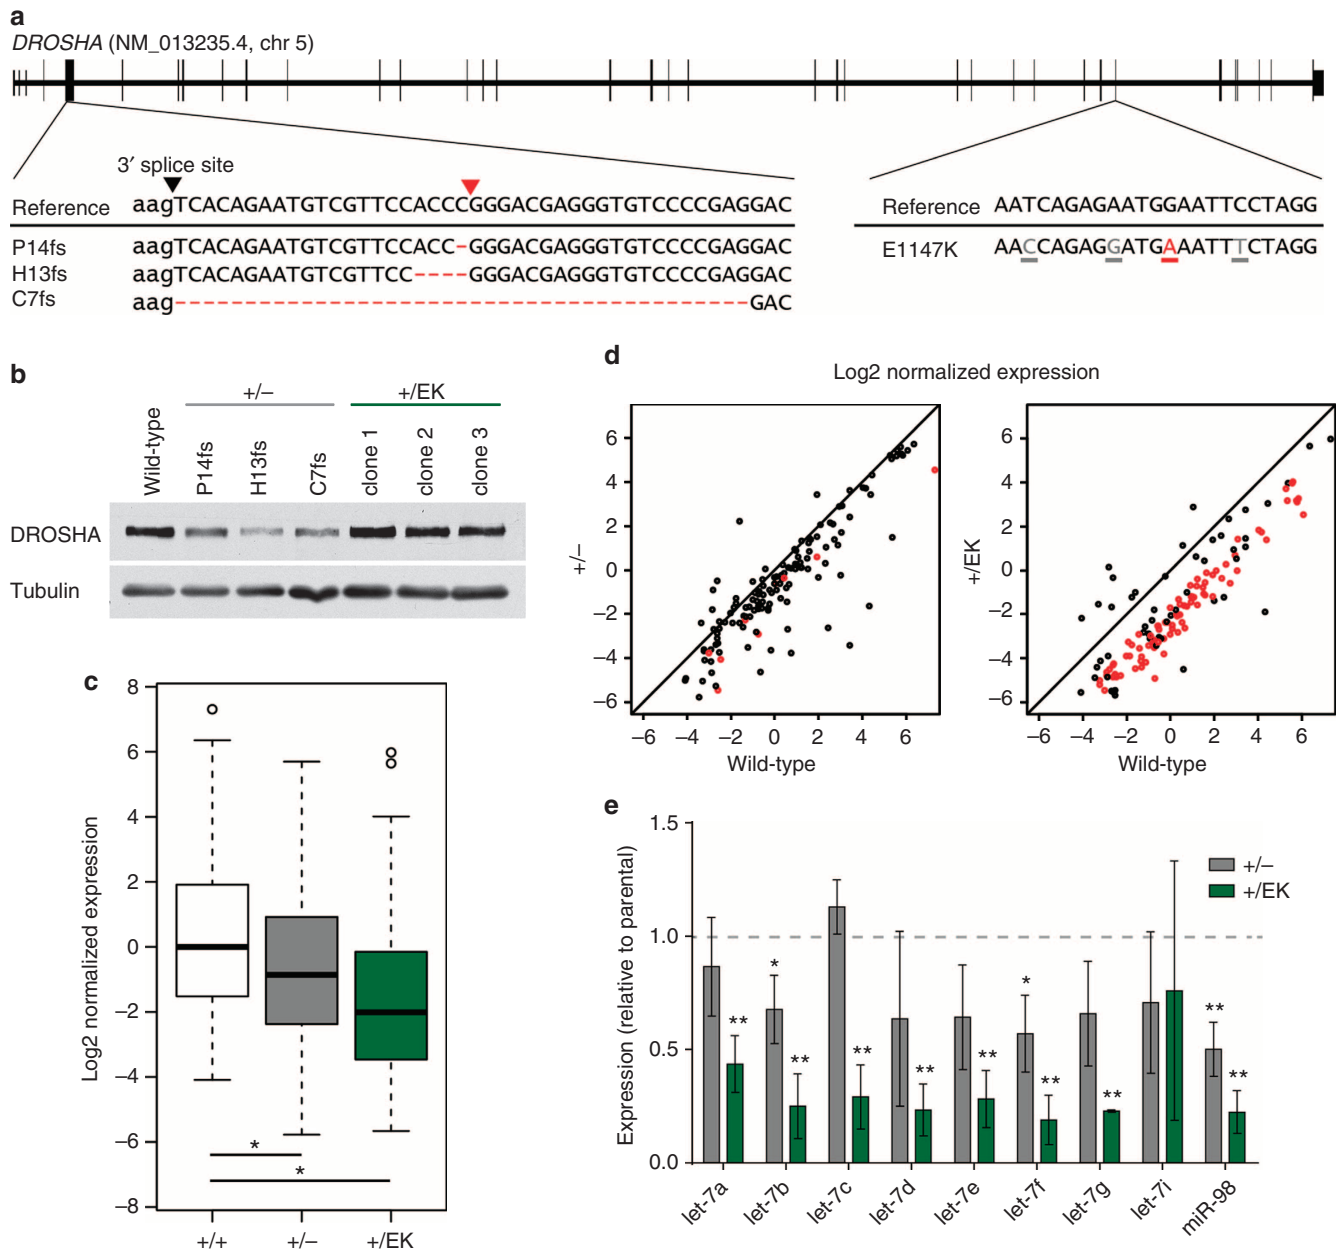 a
DROSHA (NM_013235.4, chr 5)
3′ splice site
Reference aagTCACAGAATGTCGTTCCACCCGGGACGAGGGTGTCCCCGAGGAC
P14fs aagTCACAGAATGTCGTTCCACC-GGGACGAGGGTGTCCCCGAGGAC
H13fs aagTCACAGAATGTCGTTCC----GGGACGAGGGTGTCCCCGAGGAC
C7fs aag--------------------------------------------GAC
Reference AATCAGAGAATGGAATTCCTAGG
E1147K AACCAGAGGATGAAATTTCTAGG
b
+/– +/EK
Wild-type P14fs H13fs C7fs clone 1 clone 2 clone 3
DROSHA
Tubulin
c
Log2 normalized expression
8
6
4
2
0
–2
–4
–6
–8
* *
+/+ +/– +/EK
d
Log2 normalized expression
+/–
6
4
2
0
–2
–4
–6
–6 –4 –2 0 2 4 6
Wild-type
+/EK
6
4
2
0
–2
–4
–6
–6 –4 –2 0 2 4 6
Wild-type
e
Expression (relative to parental)
1.5
1.0
0.5
0.0
+/–
+/EK
** * ** ** ** ** * ** ** ** **
let-7a let-7b let-7c let-7d let-7e let-7f let-7g let-7i miR-98